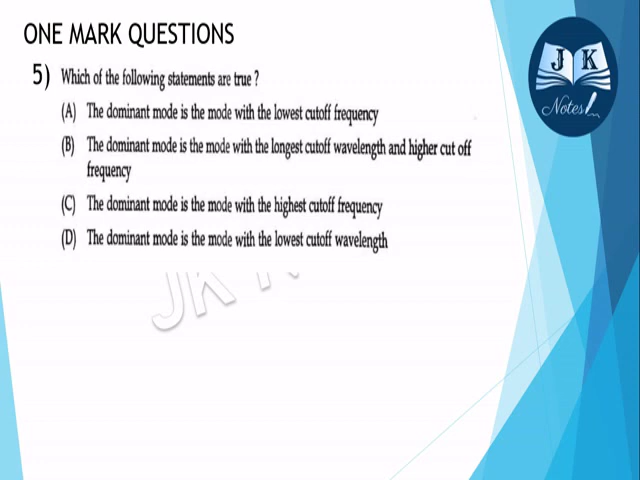 ONE MARK QUESTIONS
J K
Notes
5) Which of the following statements are true ?
(A) The dominant mode is the mode with the lowest cutoff frequency
(B) The dominant mode is the mode with the longest cutoff wavelength and higher cut off
frequency
(C) The dominant mode is the mode with the highest cutoff frequency
(D) The dominant mode is the mode with the lowest cutoff wavelength
JK